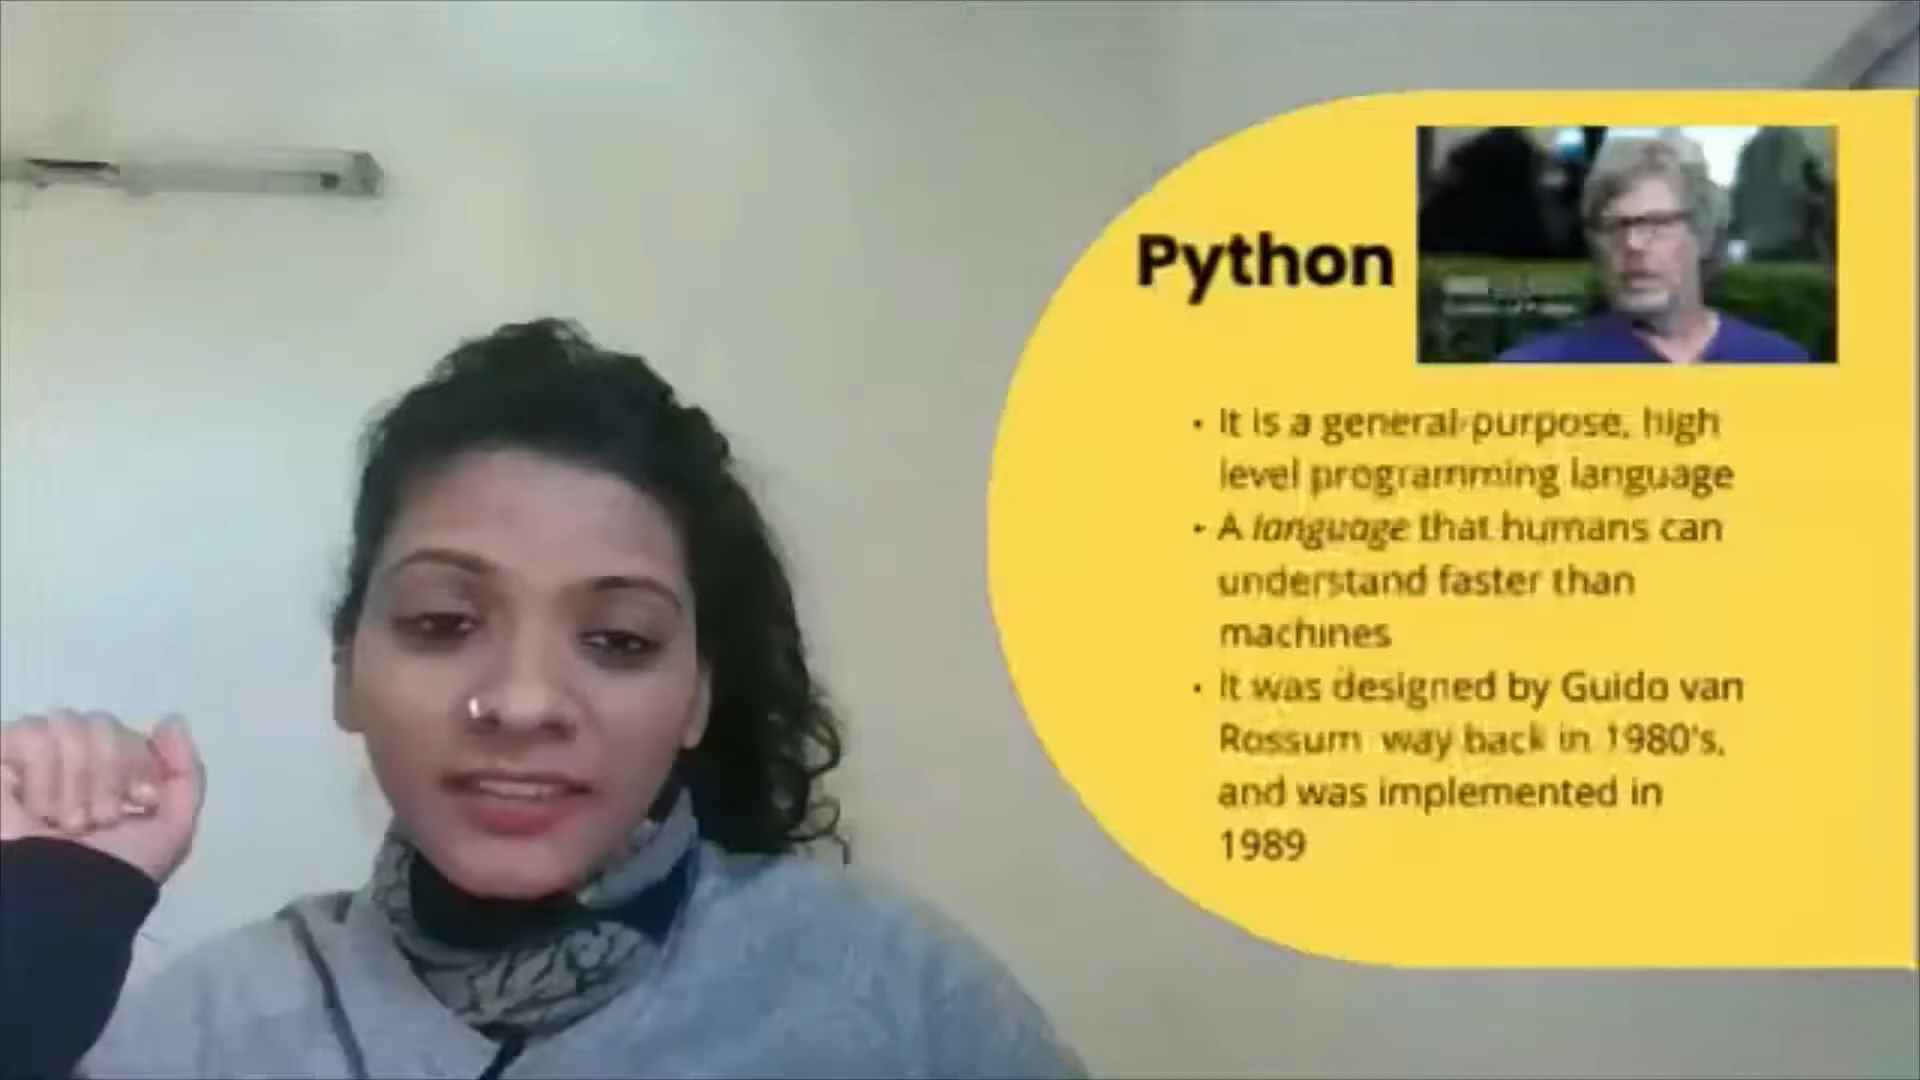 Python
• It is a general-purpose, high
level programming language
• A language that humans can
understand faster than
machines
• It was designed by Guido van
Rossum way back in 1980's,
and was implemented in
1989